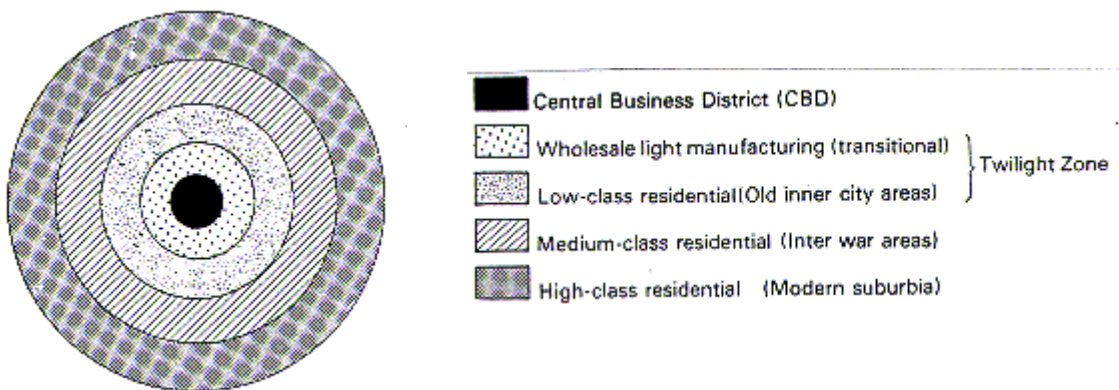 Central Business District (CBD)
Wholesale light manufacturing (transitional)
Twilight Zone
Low-class residential(Old inner city areas)
Medium-class residential (Inter war areas)
High-class residential (Modern suburbia)